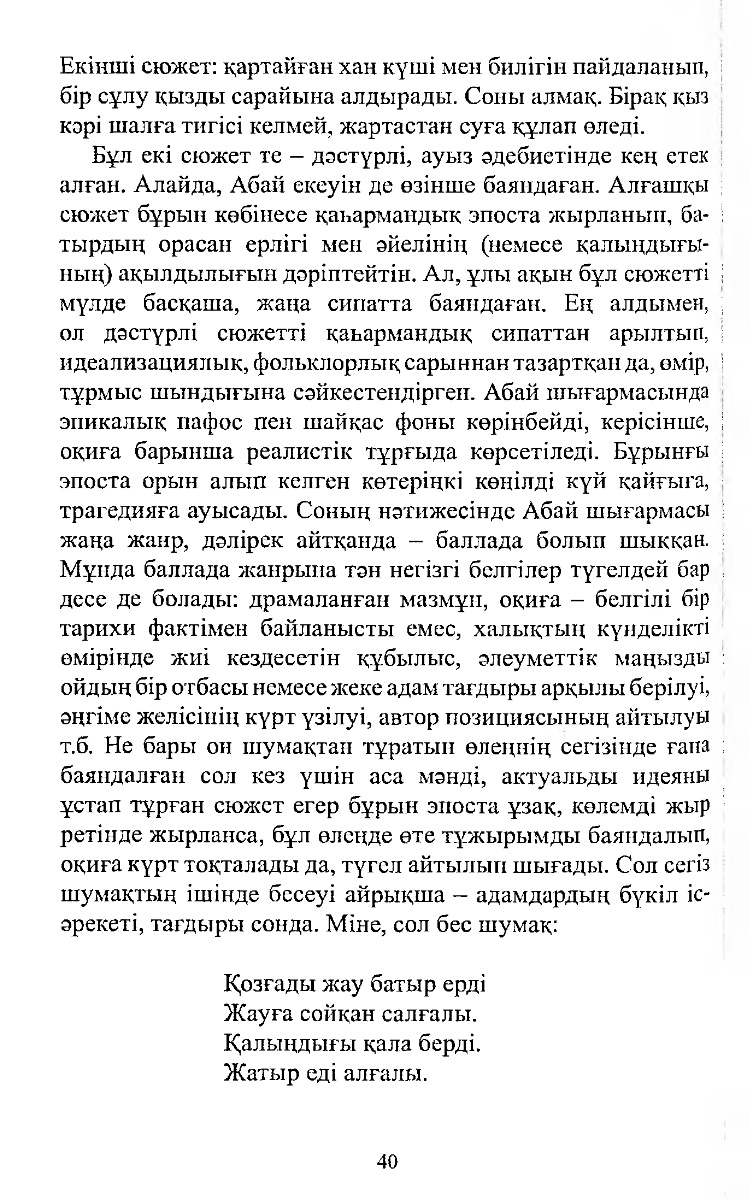 Екінші сюжет: қартайған хан күші мен билігін пайдаланып,
бір сұлу қызды сарайына алдырады. Соны алмақ. Бірақ қыз
кәрі шалға тигісі келмей, жартастан суға құлап өледі.
Бұл екі сюжет те – дәстүрлі, ауыз әдебиетінде кең етек
алған. Алайда, Абай екеуін де өзінше баяндаған. Алғашқы
сюжет бұрын көбінесе қаһармандық эпоста жырланып, ба-
тырдың орасан ерлігі мен әйелінің (немесе қалыңдығы-
ның) ақылдылығын дәріптейтін. Ал, ұлы ақын бұл сюжетті
мүлде басқаша, жаңа сипатта баяндаған. Ең алдымен,
ол дәстүрлі сюжетті қаһармандық сипаттан арылтып,
идеализациялық, фольклорлық сарыннан тазартқан да, өмір,
тұрмыс шындығына сәйкестендірген. Абай шығармасында
эпикалық пафос пен шайқас фоны көрінбейді, керісінше,
оқиға барынша реалистік тұрғыда көрсетіледі. Бұрынғы
эпоста орын алып келген көтеріңкі көңілді күй қайғыға,
трагедияға ауысады. Соның нәтижесінде Абай шығармасы
жаңа жанр, дәлірек айтқанда – баллада болып шыққан.
Мұнда баллада жанрына тән негізгі белгілер түгелдей бар
десе де болады: драмаланған мазмұн, оқиға – белгілі бір
тарихи фактімен байланысты емес, халықтың күнделікті
өмірінде жиі кездесетін құбылыс, әлеуметтік маңызды
ойдың бір отбасы немесе жеке адам тағдыры арқылы берілуі,
әңгіме желісінің күрт үзілуі, автор позициясының айтылуы
т.б. Не бары он шумақтан тұратын өлеңнің сегізінде ғана
баяндалған сол кез үшін аса мәнді, актуальды идеяны
ұстап тұрған сюжет егер бұрын эпоста ұзақ, көлемді жыр
ретінде жырланса, бұл өлеңде өте тұжырымды баяндалып,
оқиға күрт тоқталады да, түгел айтылып шығады. Сол сегіз
шумақтың ішінде бесеуі айрықша – адамдардың бүкіл іс-
әрекеті, тағдыры сонда. Міне, сол бес шумақ:
Қозғады жау батыр ерді
Жауға сойқан салғалы.
Қалыңдығы қала берді.
Жатыр еді алғалы.
40